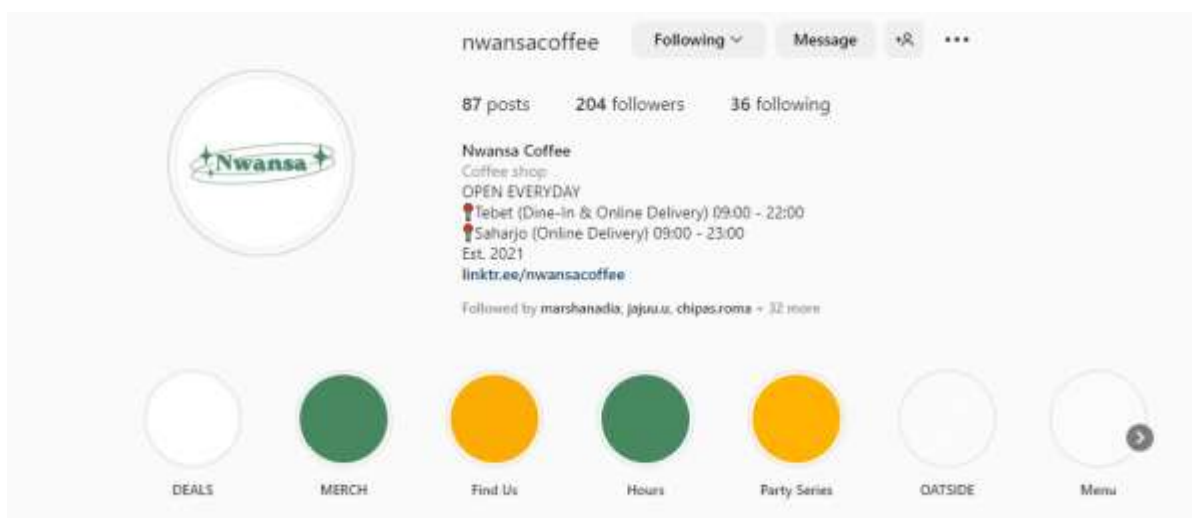 nwansacoffee Following Message
87 posts 204 followers 36 following
Nwansa
Nwansa Coffee
Coffee shop
OPEN EVERYDAY
Tebet (Dine-In & Online Delivery) 09:00 - 22:00
Saharjo (Online Delivery) 09:00 - 23:00
Est. 2021
linktr.ee/nwansacoffee
Followed by marshanadia, jajuu.u, chipas.roma + 32 more
DEALS MERCH Find Us Hours Party Series OATSIDE Menu